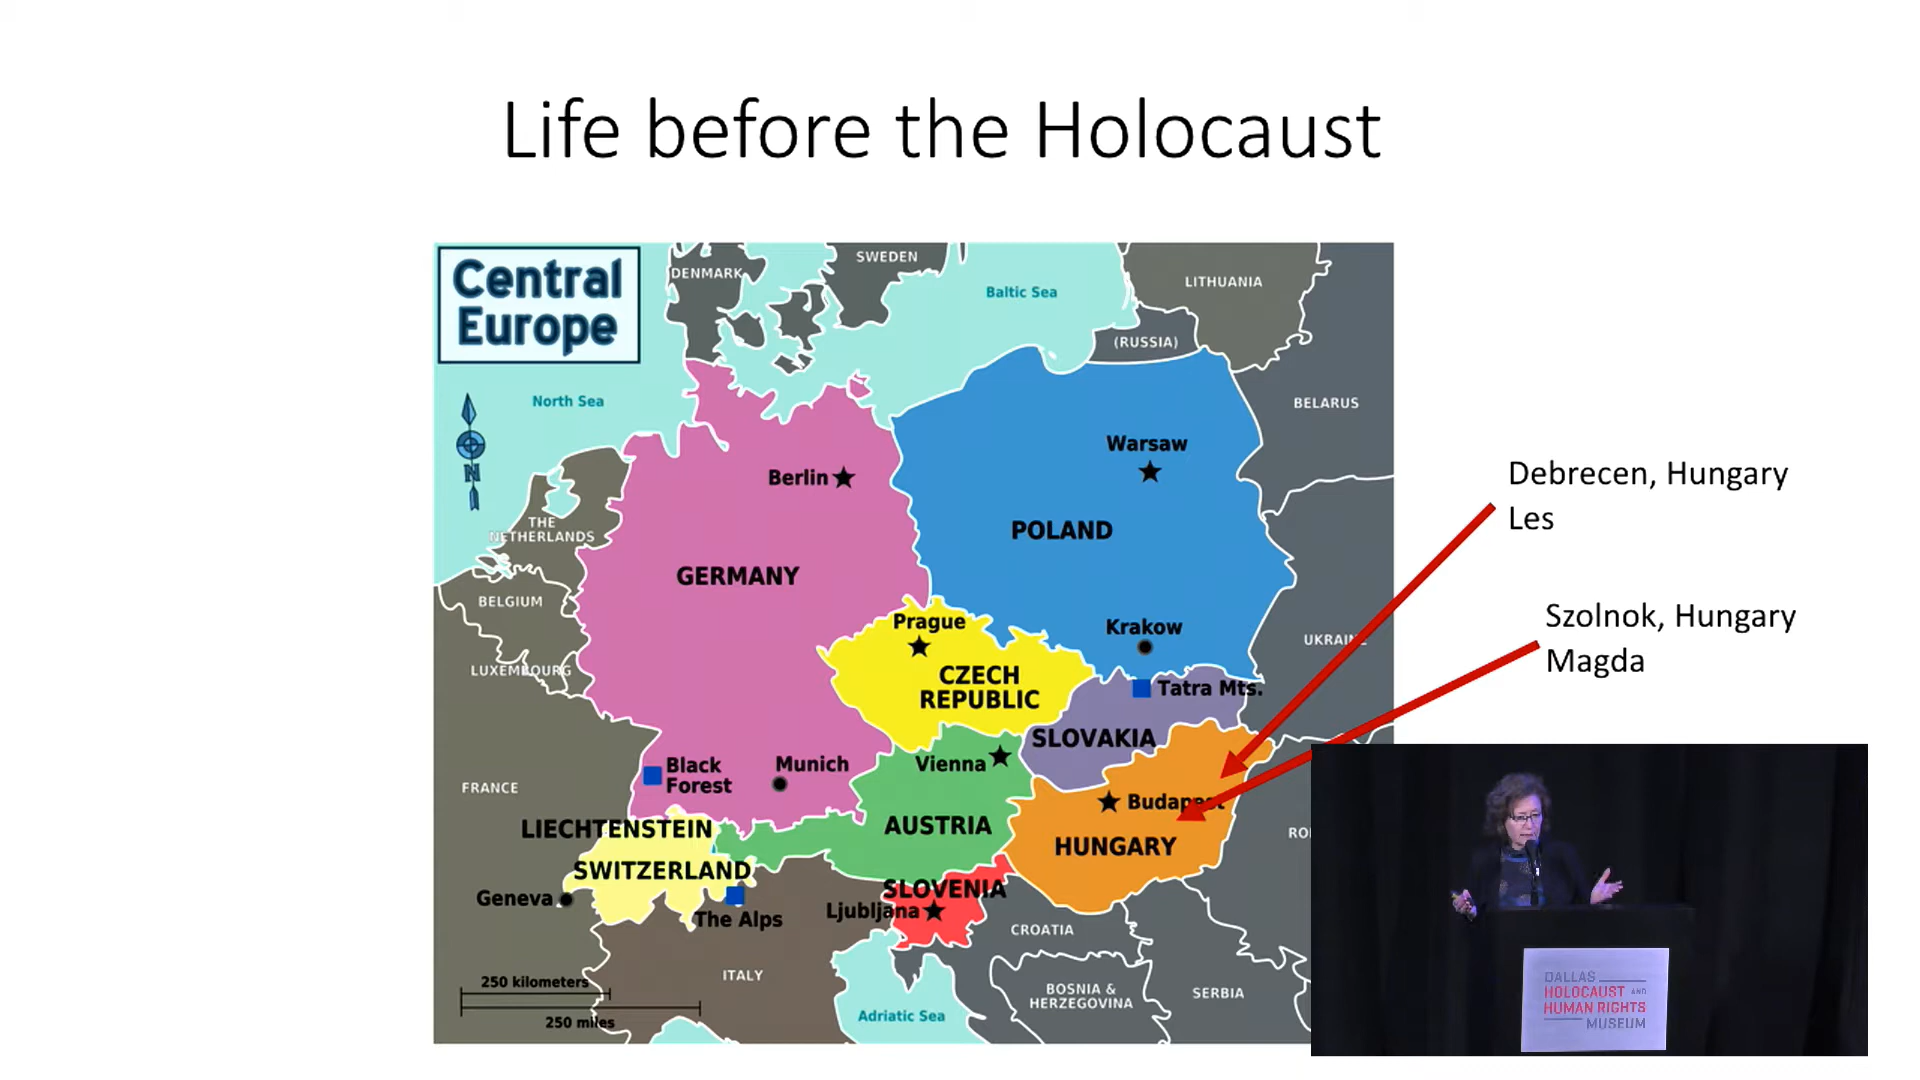 Life before the Holocaust
Central
Europe
DENMARK
SWEDEN
LITHUANIA
Baltic Sea
(RUSSIA)
North Sea
BELARUS
N
Warsaw
Berlin
THE
NETHERLANDS
POLAND
GERMANY
BELGIUM
Prague
Krakow
UKRAINE
LUXEMBOURG
CZECH
REPUBLIC
Tatra Mts.
SLOVAKIA
Black
Forest
Munich
Vienna
FRANCE
Budapest
LIECHTENSTEIN
AUSTRIA
RO
HUNGARY
SWITZERLAND
SLOVENIA
Geneva
The Alps
Ljubljana
CROATIA
ITALY
250 kilometers
250 miles
BOSNIA &
HERZEGOVINA
SERBIA
Adriatic Sea
Debrecen, Hungary
Les
Szolnok, Hungary
Magda
DALLAS
HOLOCAUST AND
HUMAN RIGHTS
MUSEUM